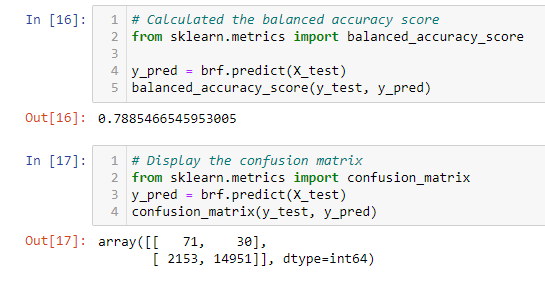 In [16]:
1 # Calculated the balanced accuracy score
2 from sklearn.metrics import balanced_accuracy_score
3
4 y_pred = brf.predict(X_test)
5 balanced_accuracy_score(y_test, y_pred)
Out[16]: 0.7885466545953005
In [17]:
1 # Display the confusion matrix
2 from sklearn.metrics import confusion_matrix
3 y_pred = brf.predict(X_test)
4 confusion_matrix(y_test, y_pred)
Out[17]: array([[   71,    30],
       [ 2153, 14951]], dtype=int64)